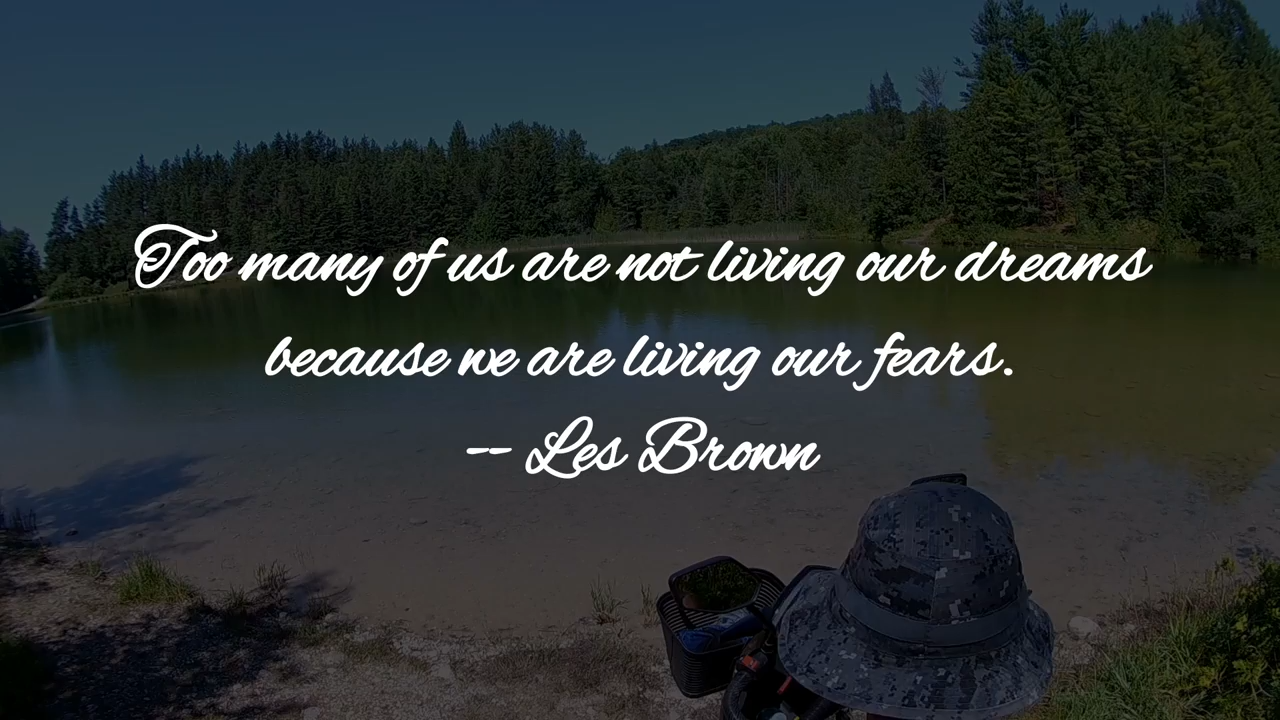 Too many of us are not living our dreams
because we are living our fears.
-- Les Brown